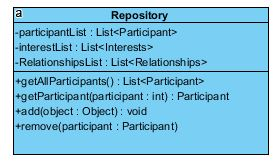 a
Repository
-participantList : List<Participant>
-interestList : List<Interests>
-RelationshipsList : List<Relationships>
+getAllParticipants() : List<Participant>
+getParticipant(participant : int) : Participant
+add(object : Object) : void
+remove(participant : Participant)